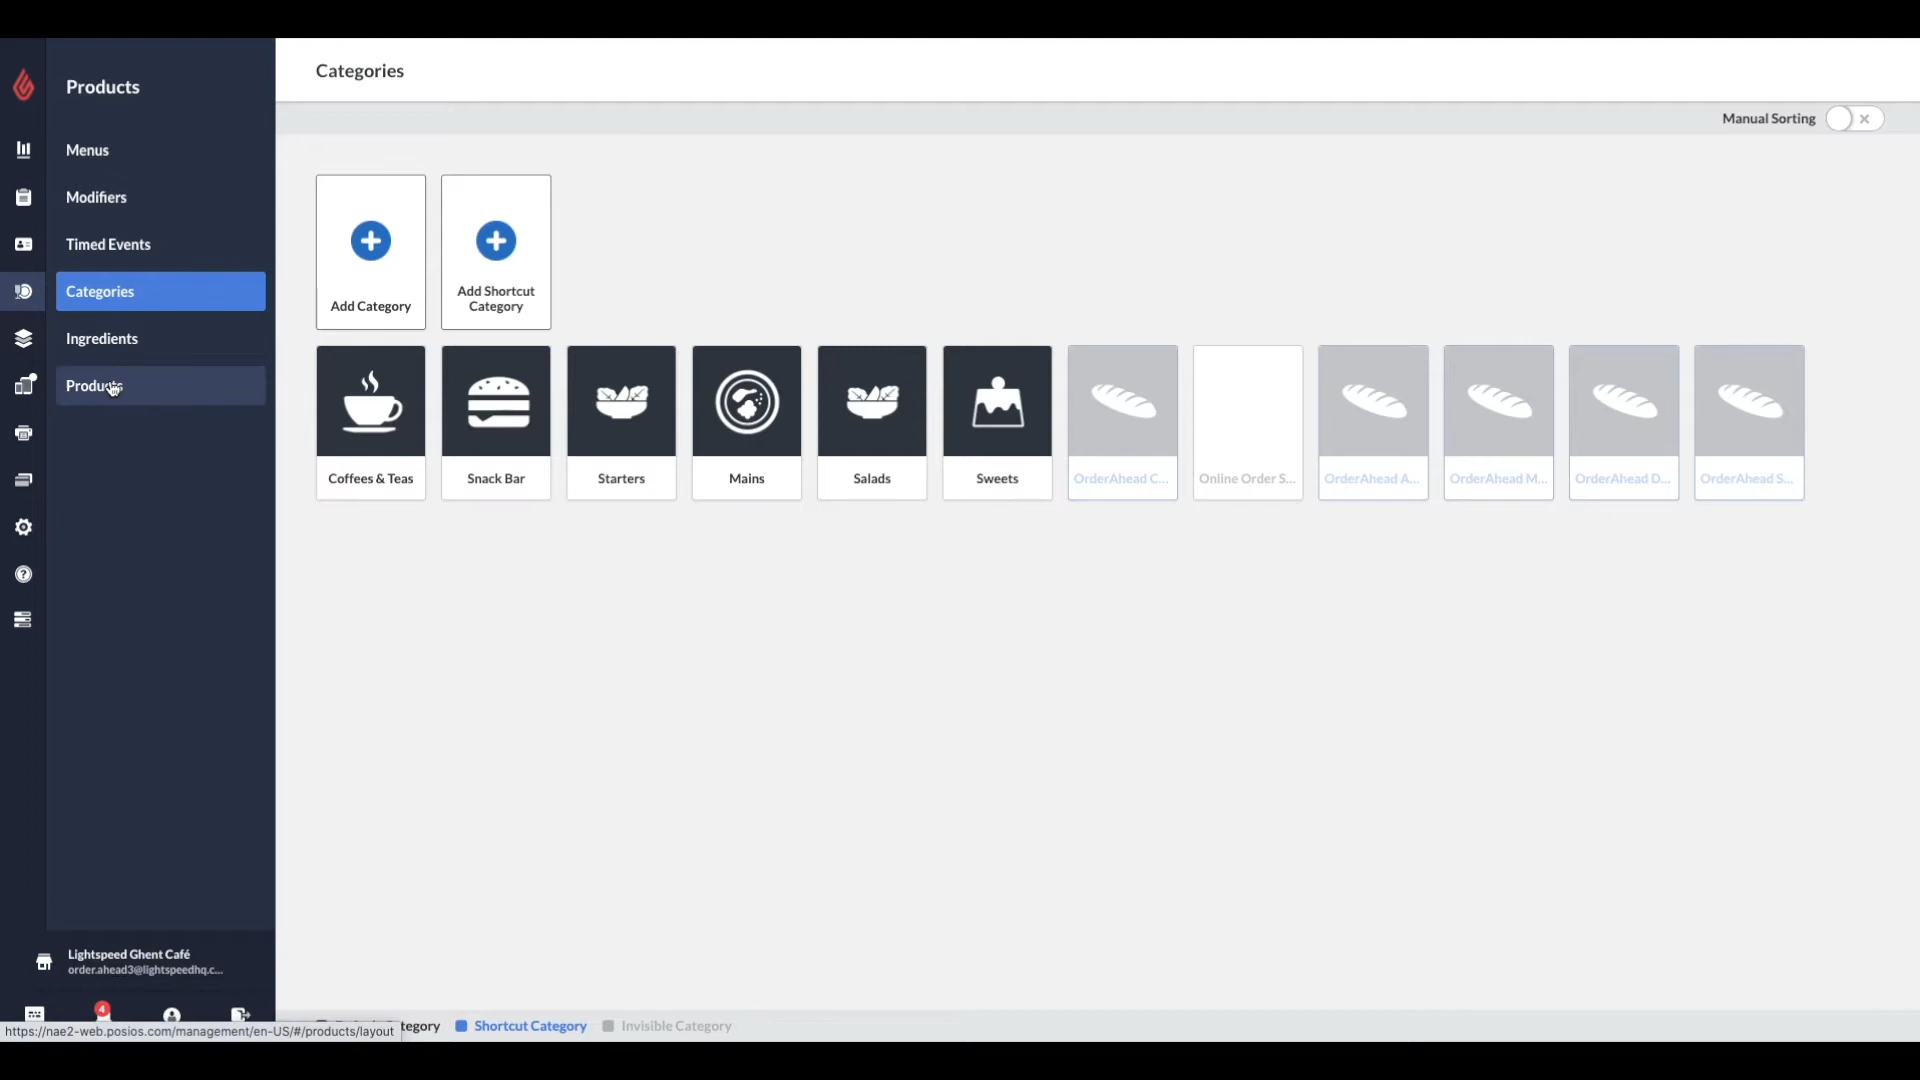 Products
Menus
Modifiers
Timed Events
Categories
Ingredients
Products
Lightspeed Ghent Café
order.ahead3@lightspeedhq.c...
4
https://nae2-web.posios.com/management/en-US/#/products/layout
Categories
Manual Sorting
Add Category
Add Shortcut
Category
Coffees & Teas
Snack Bar
Starters
Mains
Salads
Sweets
OrderAhead C...
Online Order S...
OrderAhead A...
OrderAhead M...
OrderAhead D...
OrderAhead S...
tegory
Shortcut Category
Invisible Category